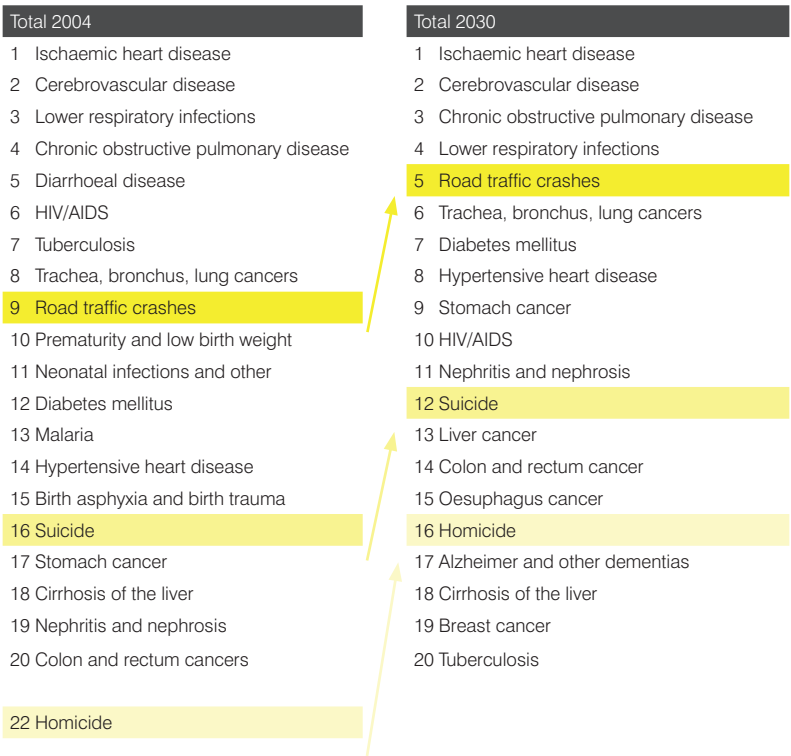 Total 2004
1 Ischaemic heart disease
2 Cerebrovascular disease
3 Lower respiratory infections
4 Chronic obstructive pulmonary disease
5 Diarrhoeal disease
6 HIV/AIDS
7 Tuberculosis
8 Trachea, bronchus, lung cancers
9 Road traffic crashes
10 Prematurity and low birth weight
11 Neonatal infections and other
12 Diabetes mellitus
13 Malaria
14 Hypertensive heart disease
15 Birth asphyxia and birth trauma
16 Suicide
17 Stomach cancer
18 Cirrhosis of the liver
19 Nephritis and nephrosis
20 Colon and rectum cancers
22 Homicide
Total 2030
1 Ischaemic heart disease
2 Cerebrovascular disease
3 Chronic obstructive pulmonary disease
4 Lower respiratory infections
5 Road traffic crashes
6 Trachea, bronchus, lung cancers
7 Diabetes mellitus
8 Hypertensive heart disease
9 Stomach cancer
10 HIV/AIDS
11 Nephritis and nephrosis
12 Suicide
13 Liver cancer
14 Colon and rectum cancer
15 Oesuphagus cancer
16 Homicide
17 Alzheimer and other dementias
18 Cirrhosis of the liver
19 Breast cancer
20 Tuberculosis